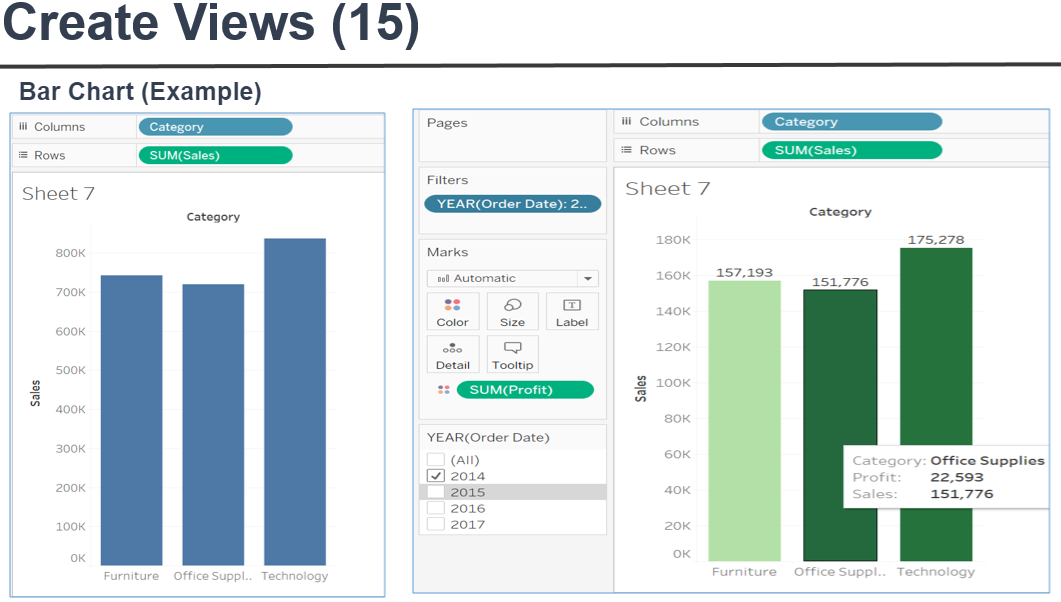 Create Views (15)
Bar Chart (Example)
Columns
Category
Rows
SUM(Sales)
Sheet 7
Category
800K
700K
600K
500K
400K
300K
200K
100K
0K
Sales
Furniture
Office Suppl..
Technology
Pages
Filters
YEAR(Order Date): 2..
Marks
Automatic
Color
Size
Label
Detail
Tooltip
SUM(Profit)
YEAR(Order Date)
(All)
2014
2015
2016
2017
Columns
Category
Rows
SUM(Sales)
Sheet 7
Category
180K
160K
140K
120K
100K
80K
60K
40K
20K
0K
Sales
157,193
151,776
175,278
Category: Office Supplies
Profit: 22,593
Sales: 151,776
Furniture
Office Suppl..
Technology